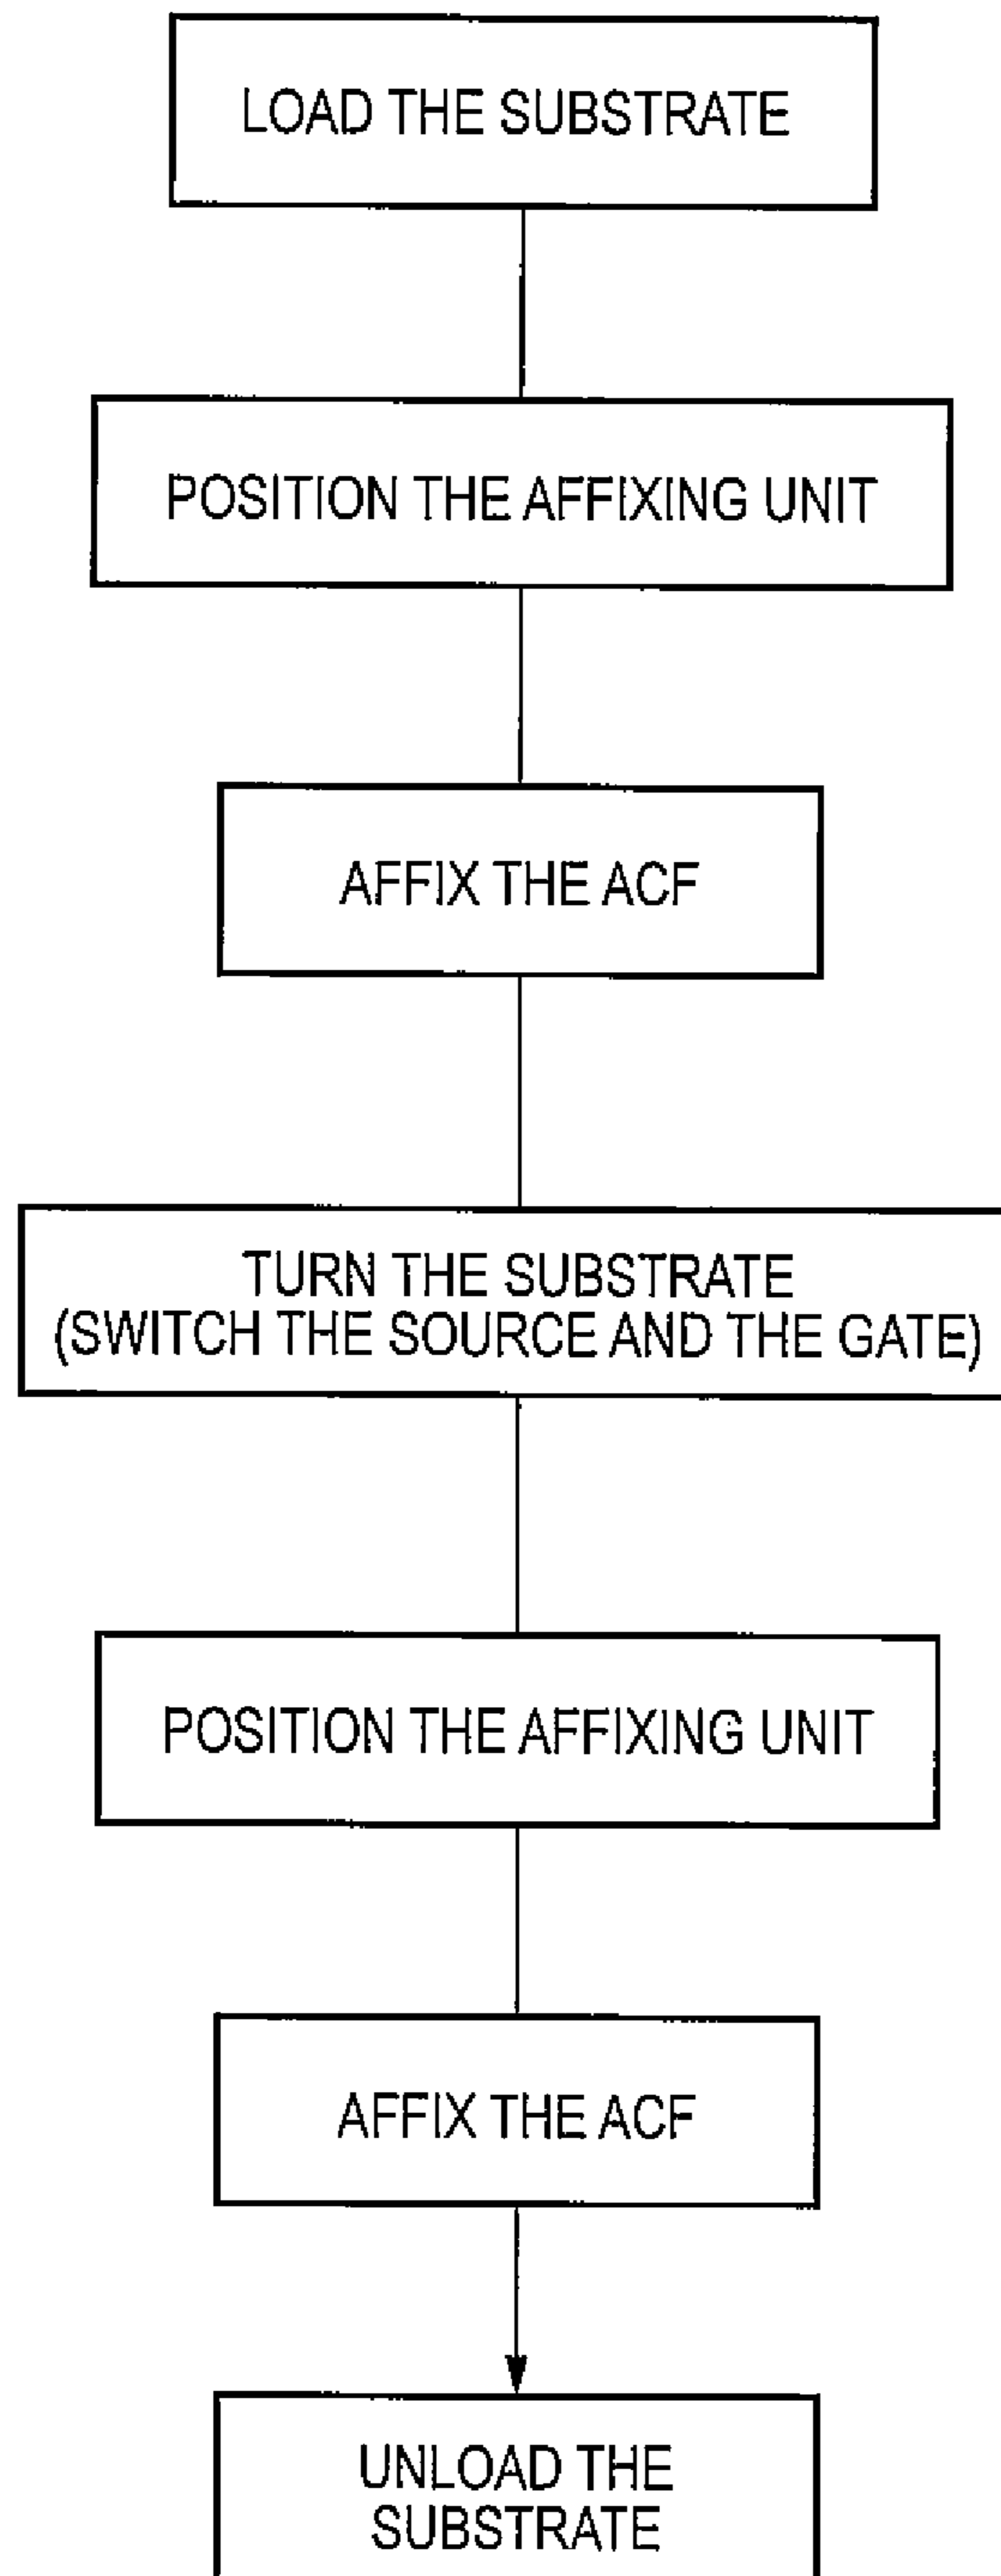 LOAD THE SUBSTRATE
POSITION THE AFFIXING UNIT
AFFIX THE ACF
TURN THE SUBSTRATE
(SWITCH THE SOURCE AND THE GATE)
POSITION THE AFFIXING UNIT
AFFIX THE ACF
UNLOAD THE
SUBSTRATE